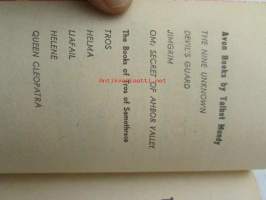 Avon Books by Talbot Mundy
THE NINE UNKNOWN
DEVIL'S GUARD
JIMGRIM
OM: SECRET OF AHBOR VALLEY
The Books of Tros of Samothrace
TROS
HELMA
LIAFAIL
HELENE
QUEEN CLEOPATRA